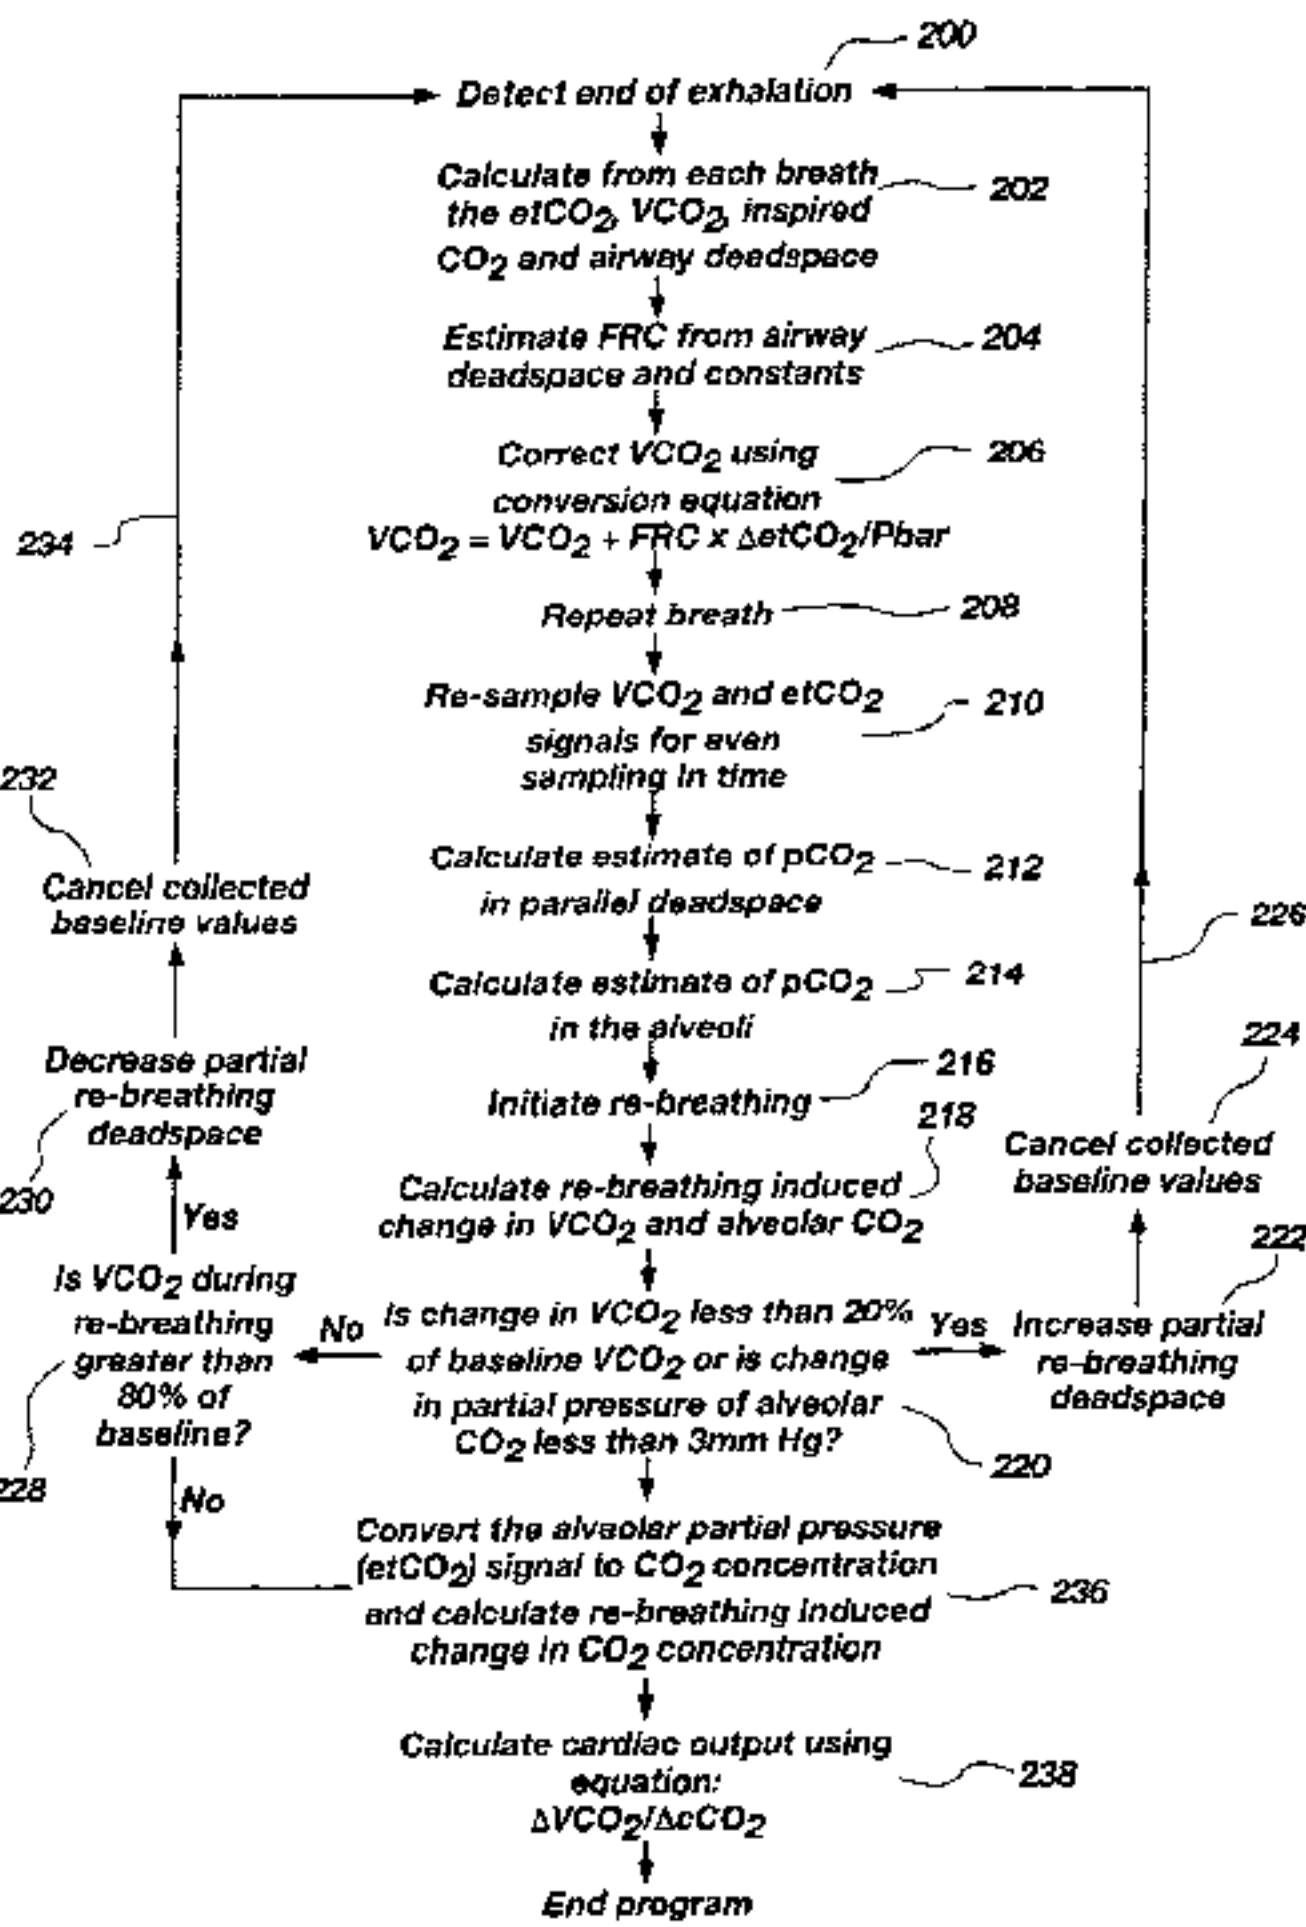 200
Detect end of exhalation
Calculate from each breath
the etCO2, VCO2, inspired
CO2 and airway deadspace
202
Estimate FRC from airway
deadspace and constants
204
Correct VCO2 using
conversion equation
VCO2 = VCO2 + FRC x ΔetCO2/Pbar
206
234
Repeat breath
208
Re-sample VCO2 and etCO2
signals for even
sampling in time
210
232
Cancel collected
baseline values
Calculate estimate of pCO2
in parallel deadspace
212
226
Calculate estimate of pCO2
in the alveoli
214
224
Decrease partial
re-breathing
deadspace
230
Initiate re-breathing
216
218
Cancel collected
baseline values
Calculate re-breathing induced
change in VCO2 and alveolar CO2
Yes
222
Is VCO2 during
re-breathing
greater than
80% of
baseline?
228
No
Is change in VCO2 less than 20%
of baseline VCO2 or is change
in partial pressure of alveolar
CO2 less than 3mm Hg?
220
Yes
Increase partial
re-breathing
deadspace
No
Convert the alveolar partial pressure
(etCO2) signal to CO2 concentration
and calculate re-breathing induced
change in CO2 concentration
236
Calculate cardiac output using
equation:
ΔVCO2/ΔcCO2
238
End program